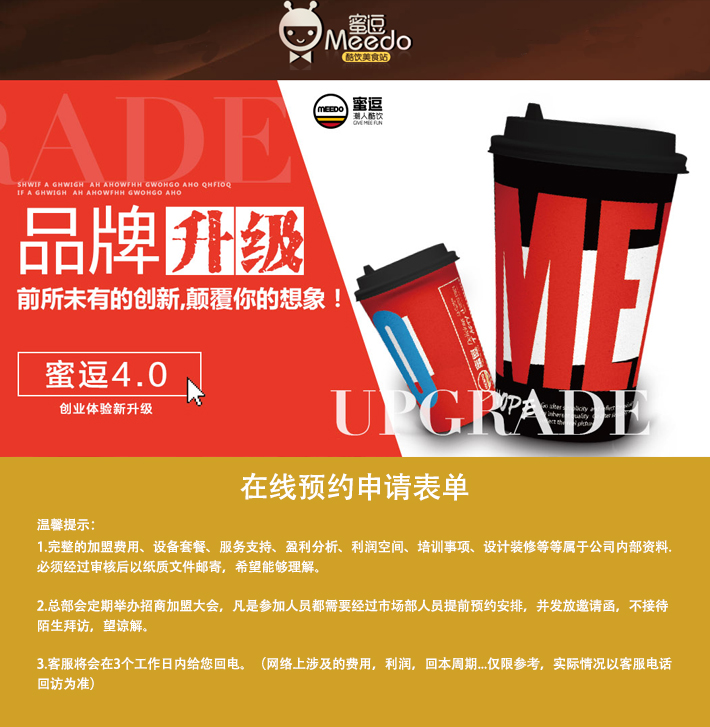 蜜逗
Meedo
酷饮美食站
RADE
MEEDO
蜜逗
潮人酷饮
GIVE MEE FUN
SHWIF A GHWIGH AH AHOWFHH GWOHGO AHO QHFIOQ
IF A GHWIGH AH AHOWFHH GWOHGO AHO
品牌升级
前所未有的创新,颠覆你的想象！
蜜逗4.0
创业体验新升级
ME
UPGRADE
在线预约申请表单
温馨提示：
1.完整的加盟费用、设备套餐、服务支持、盈利分析、利润空间、培训事项、设计装修等等属于公司内部资料.
必须经过审核后以纸质文件邮寄，希望能够理解。
2.总部会定期举办招商加盟大会，凡是参加人员都需要经过市场部人员提前预约安排，并发放邀请函，不接待
陌生拜访，望谅解。
3.客服将会在3个工作日内给您回电。（网络上涉及的费用，利润，回本周期...仅限参考，实际情况以客服电话
回访为准）